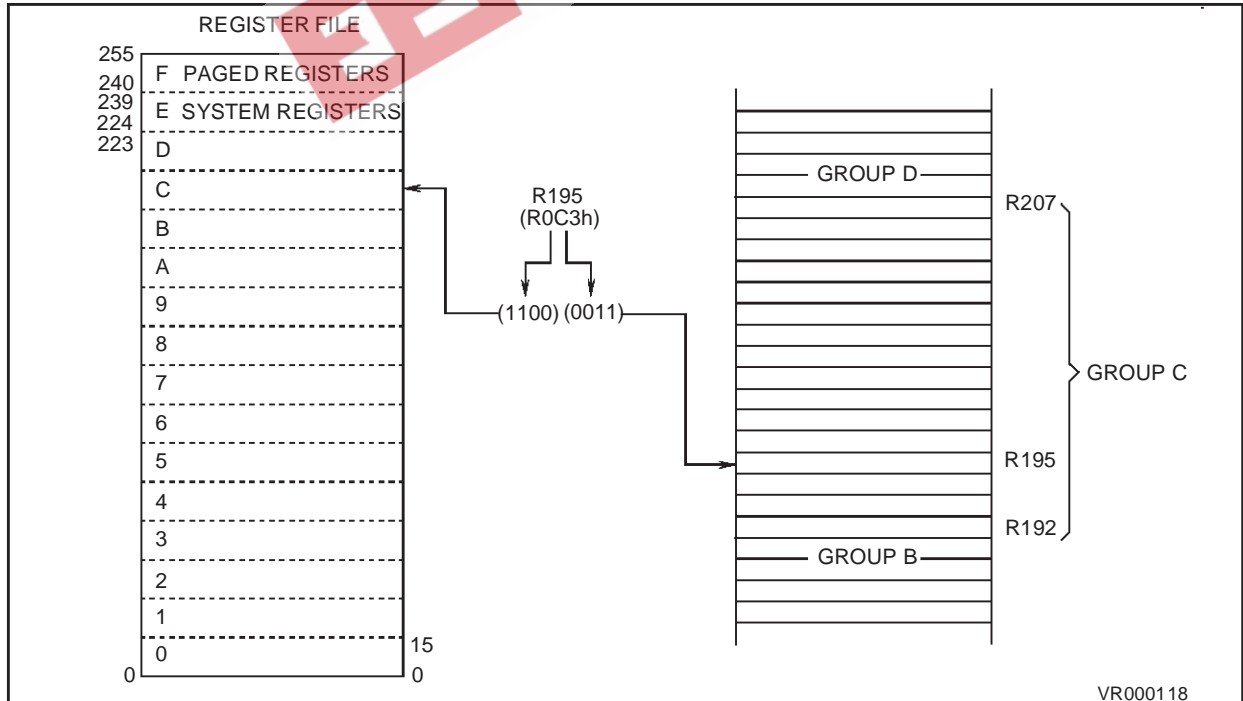 REGISTER FILE
255
240
239
224
223
F PAGED REGISTERS
E SYSTEM REGISTERS
D
C
B
A
9
8
7
6
5
4
3
2
1
0
0
15
0
R195
(R0C3h)
(1100) (0011)
GROUP D
R207
GROUP C
R195
R192
GROUP B
VR000118